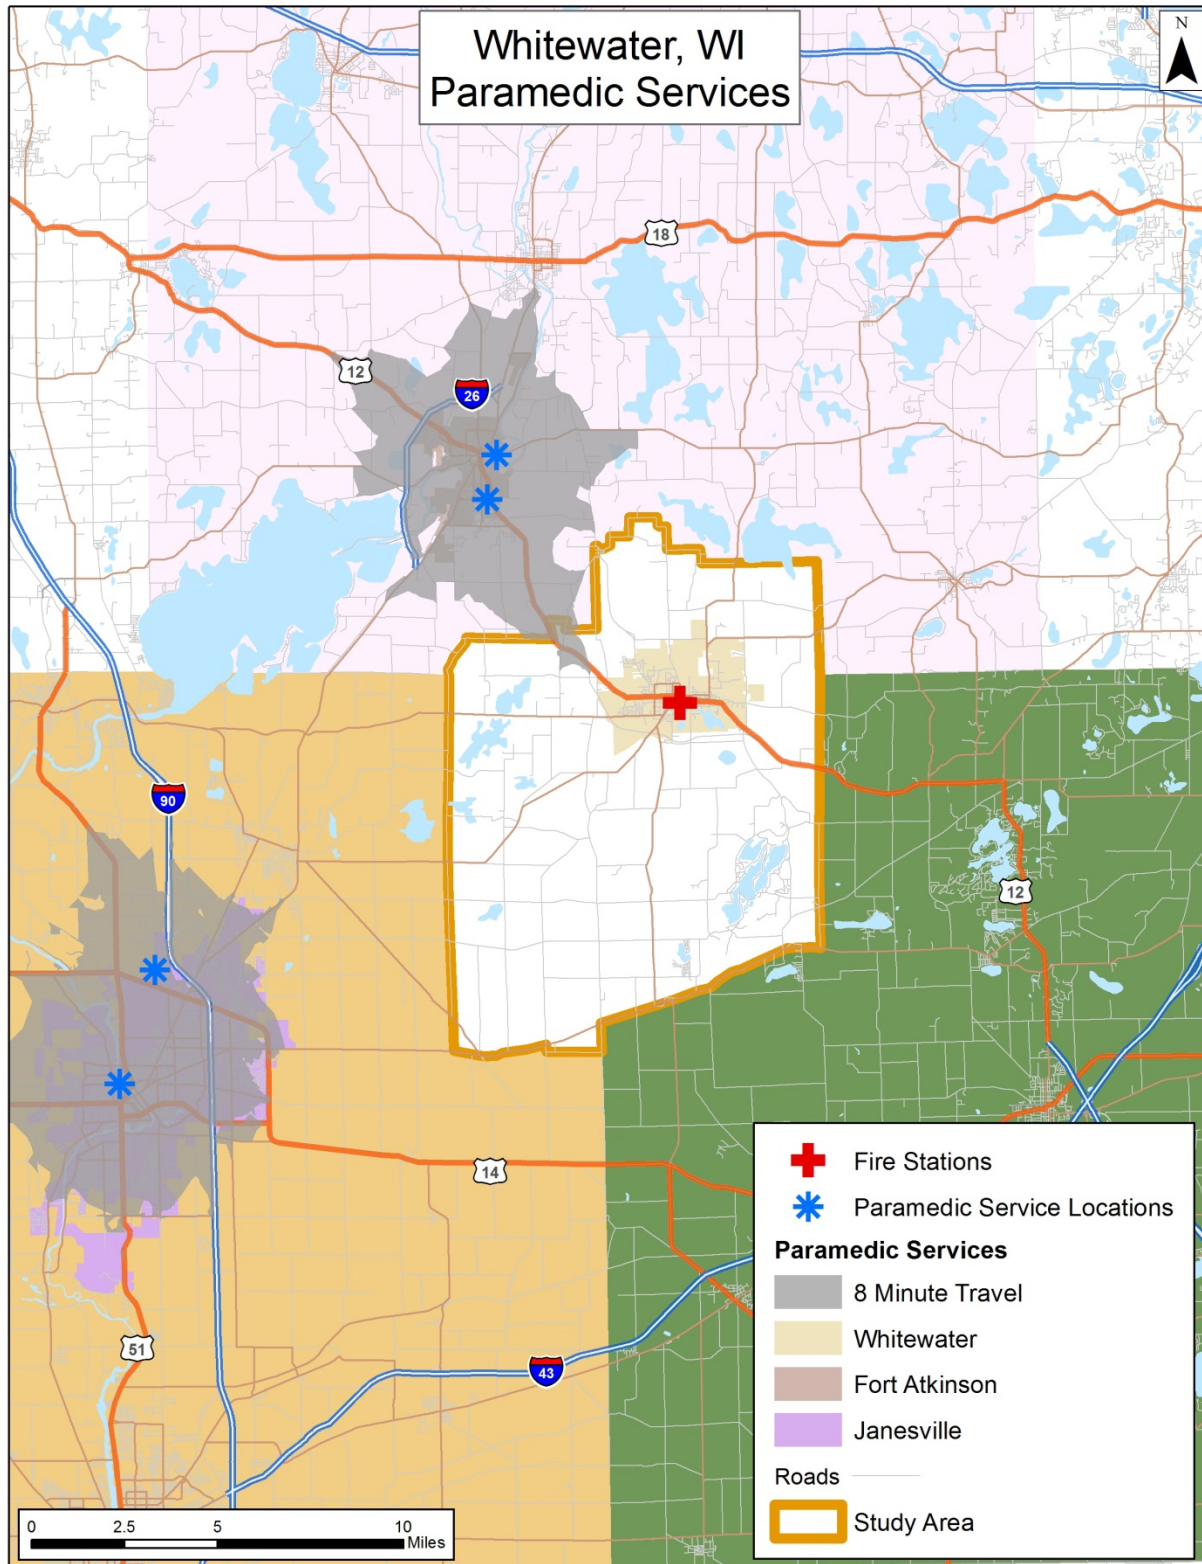 Whitewater, WI
Paramedic Services
N
18
12
26
90
12
14
51
43
Fire Stations
Paramedic Service Locations
Paramedic Services
8 Minute Travel
Whitewater
Fort Atkinson
Janesville
Roads
Study Area
0 2.5 5 10
Miles